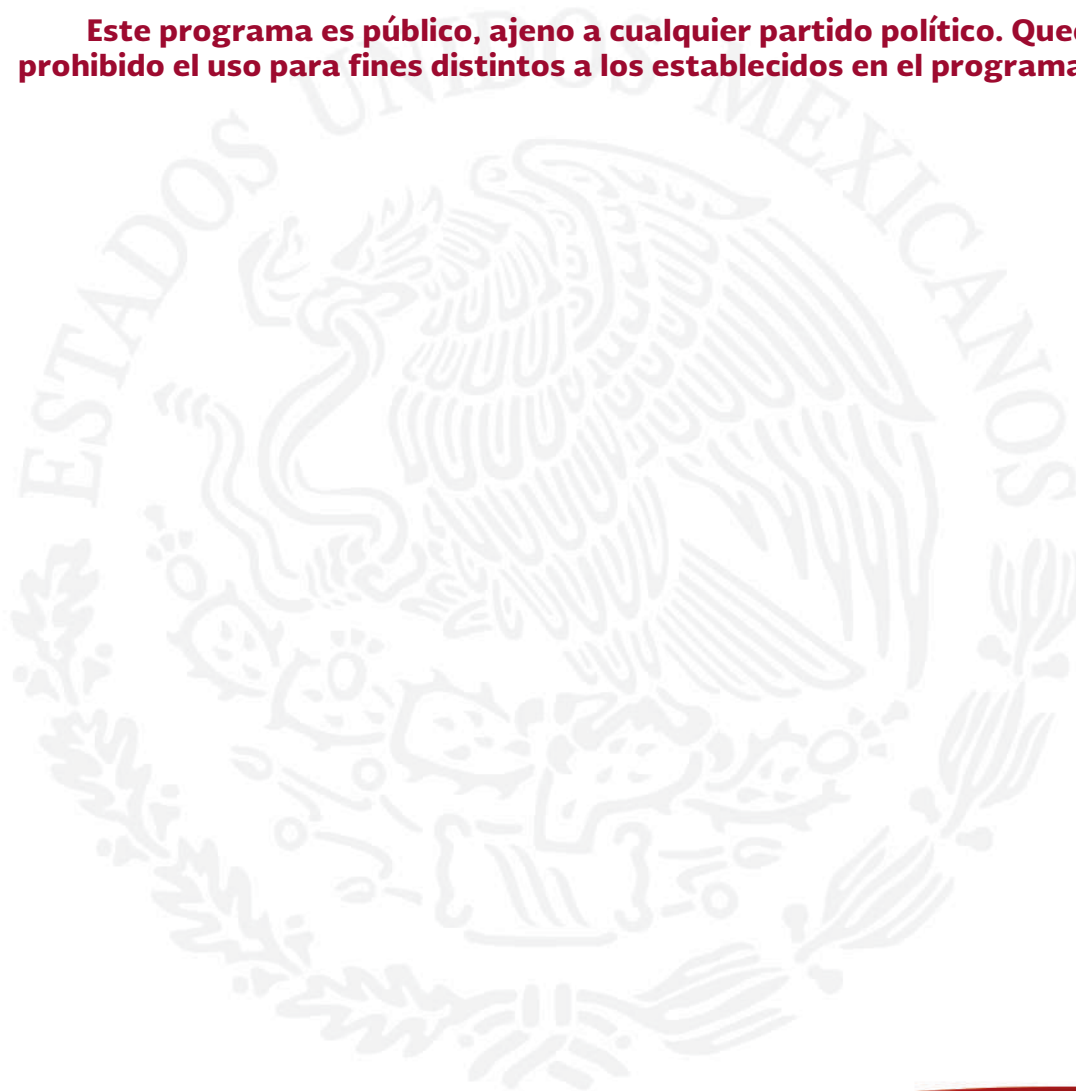 Este programa es público, ajeno a cualquier partido político. Que
prohibido el uso para fines distintos a los establecidos en el programa
ESTADOS UNIDOS MEXICANOS